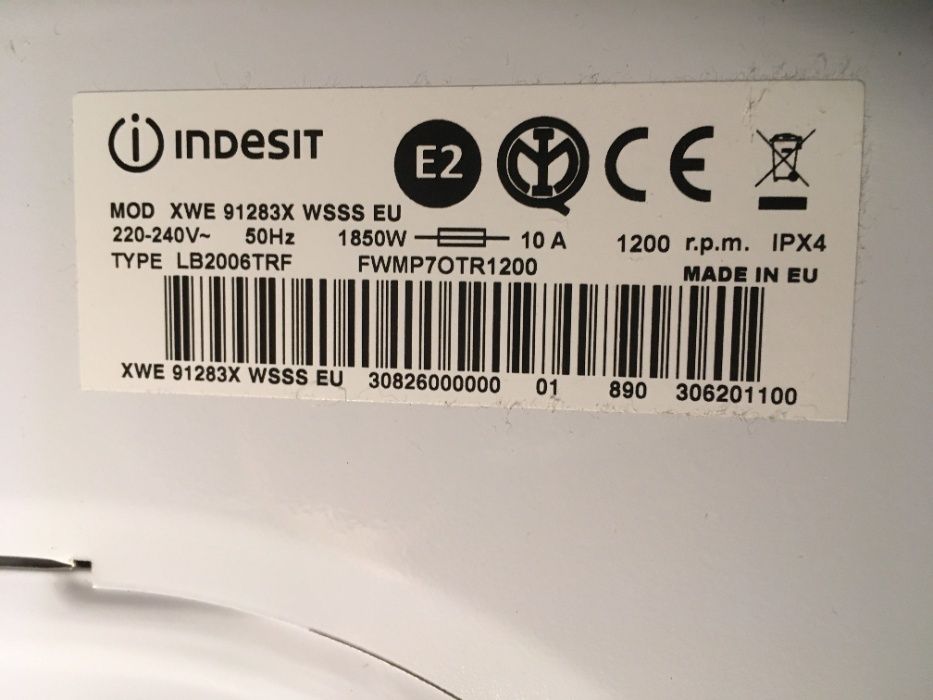 INDESIT
E2 CE
MOD XWE 91283X WSSS EU
220-240V~ 50Hz 1850W 10 A 1200 r.p.m. IPX4
TYPE LB2006TRF FWMP7OTR1200 MADE IN EU
XWE 91283X WSSS EU 30826000000 01 890 306201100